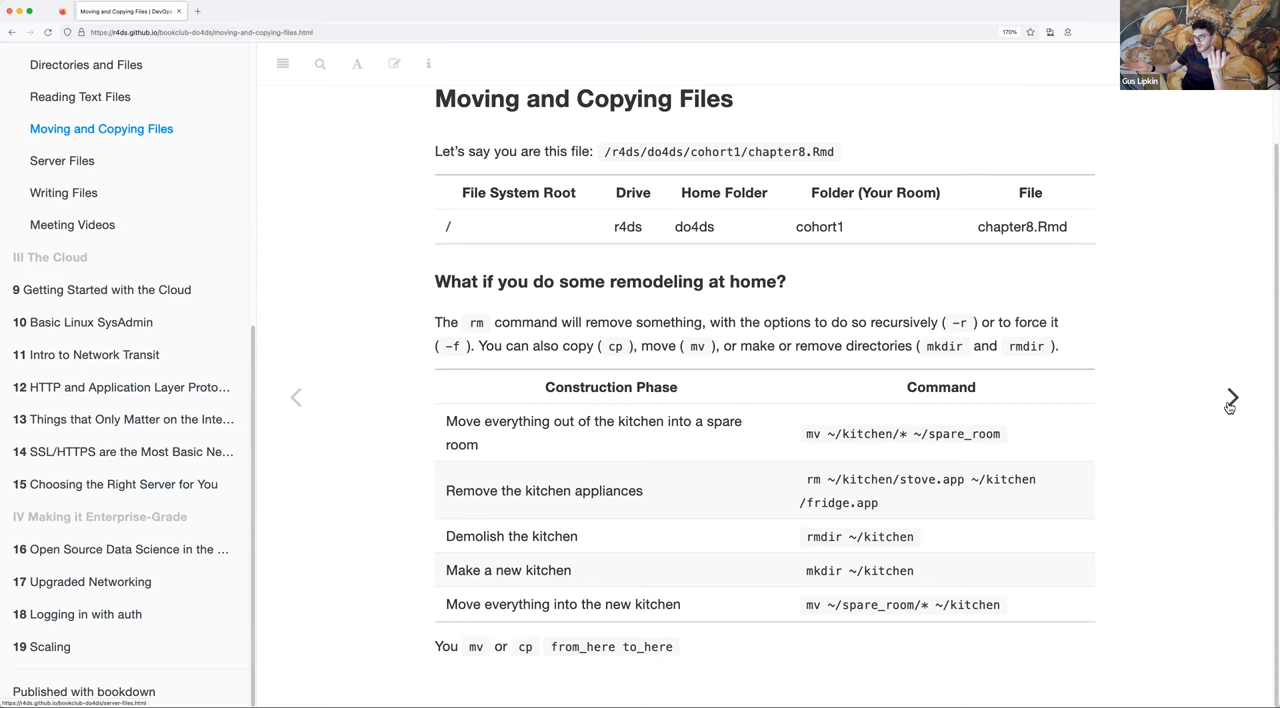 Moving and Copying Files | DevOps
https://r4ds.github.io/bookclub-do4ds/moving-and-copying-files.html
170%
Gus Lipkin
Directories and Files
Reading Text Files
Moving and Copying Files
Server Files
Writing Files
Meeting Videos
III The Cloud
9 Getting Started with the Cloud
10 Basic Linux SysAdmin
11 Intro to Network Transit
12 HTTP and Application Layer Proto…
13 Things that Only Matter on the Inte…
14 SSL/HTTPS are the Most Basic Ne…
15 Choosing the Right Server for You
IV Making it Enterprise-Grade
16 Open Source Data Science in the …
17 Upgraded Networking
18 Logging in with auth
19 Scaling
Published with bookdown
https://r4ds.github.io/bookclub-do4ds/server-files.html
Moving and Copying Files
Let’s say you are this file: /r4ds/do4ds/cohort1/chapter8.Rmd
File System Root Drive Home Folder Folder (Your Room) File
/ r4ds do4ds cohort1 chapter8.Rmd
What if you do some remodeling at home?
The rm command will remove something, with the options to do so recursively ( -r ) or to force it
( -f ). You can also copy ( cp ), move ( mv ), or make or remove directories ( mkdir and rmdir ).
Construction Phase Command
Move everything out of the kitchen into a spare
room
mv ~/kitchen/* ~/spare_room
Remove the kitchen appliances
rm ~/kitchen/stove.app ~/kitchen
/fridge.app
Demolish the kitchen rmdir ~/kitchen
Make a new kitchen mkdir ~/kitchen
Move everything into the new kitchen mv ~/spare_room/* ~/kitchen
You mv or cp from_here to_here